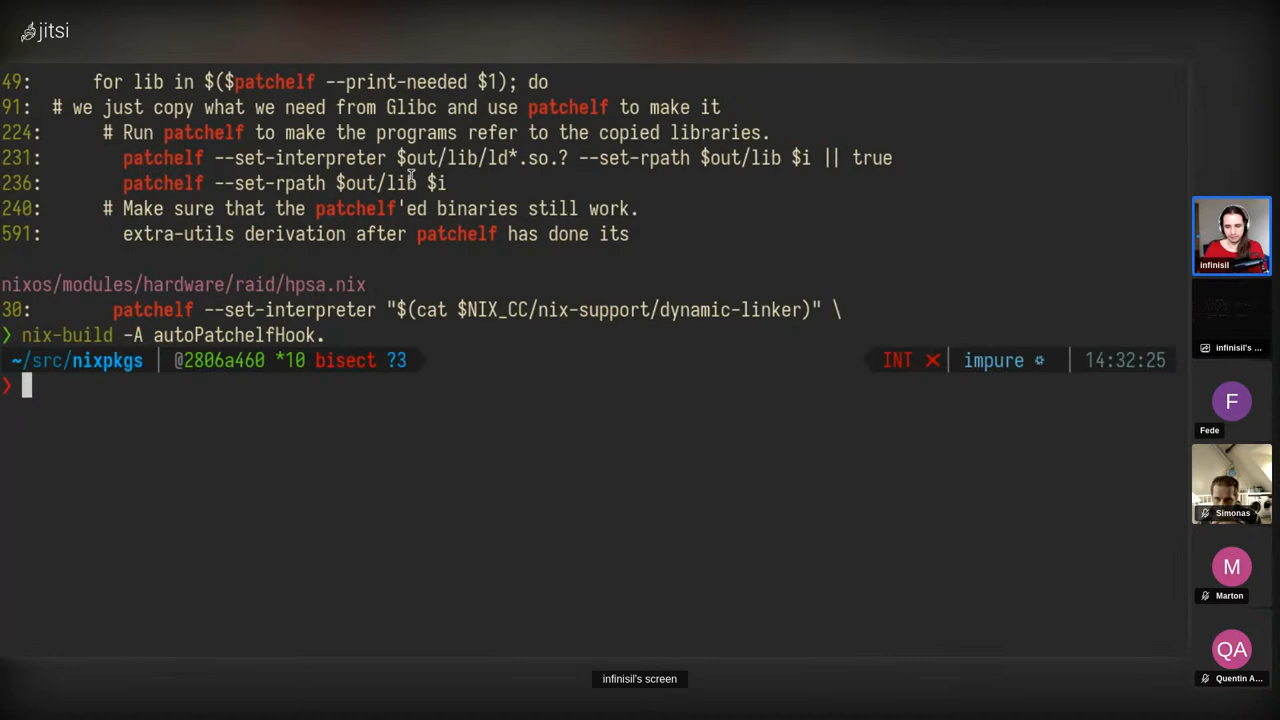 jitsi
49:      for lib in $($patchelf --print-needed $1); do
91:  # we just copy what we need from Glibc and use patchelf to make it
224:      # Run patchelf to make the programs refer to the copied libraries.
231:        patchelf --set-interpreter $out/lib/ld*.so.? --set-rpath $out/lib $i || true
236:        patchelf --set-rpath $out/lib $i
240:      # Make sure that the patchelf'ed binaries still work.
591:        extra-utils derivation after patchelf has done its
nixos/modules/hardware/raid/hpsa.nix
30:       patchelf --set-interpreter "$(cat $NIX_CC/nix-support/dynamic-linker)" \
❯ nix-build -A autoPatchelfHook.
~/src/nixpkgs | @2806a460 *10 bisect ?3 INT ✕ | impure | 14:32:25
❯
infinisil
infinisil's ...
F
Fede
Simonas
M
Marton
QA
Quentin A...
infinisil's screen